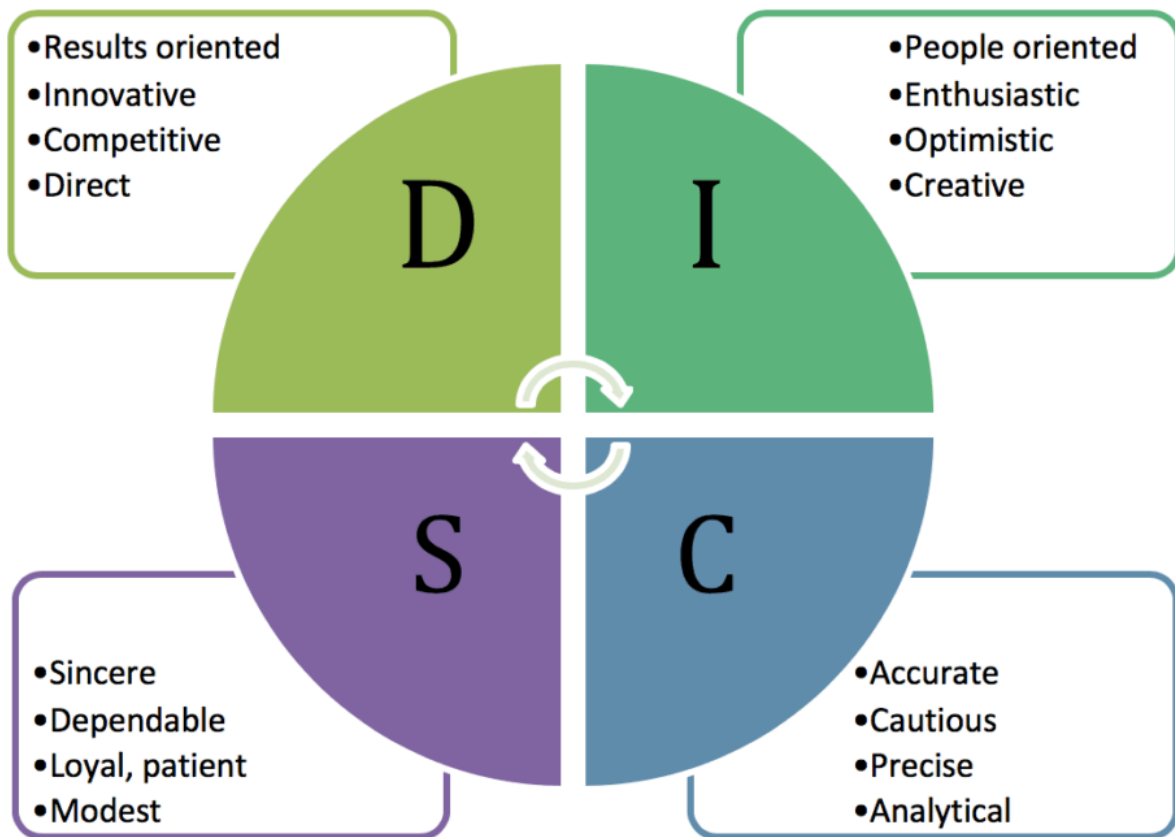 •Results oriented
•Innovative
•Competitive
•Direct
D
I
•People oriented
•Enthusiastic
•Optimistic
•Creative
S
•Sincere
•Dependable
•Loyal, patient
•Modest
C
•Accurate
•Cautious
•Precise
•Analytical